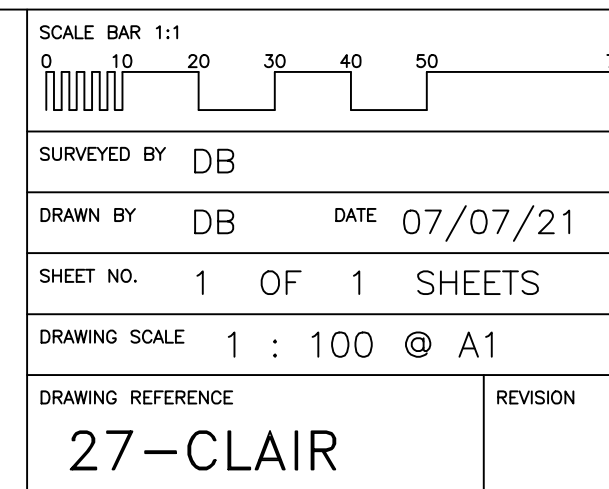 SCALE BAR 1:1
0 10 20 30 40 50
SURVEYED BY DB
DRAWN BY DB DATE 07/07/21
SHEET NO. 1 OF 1 SHEETS
DRAWING SCALE 1 : 100 @ A1
DRAWING REFERENCE REVISION
27-CLAIR